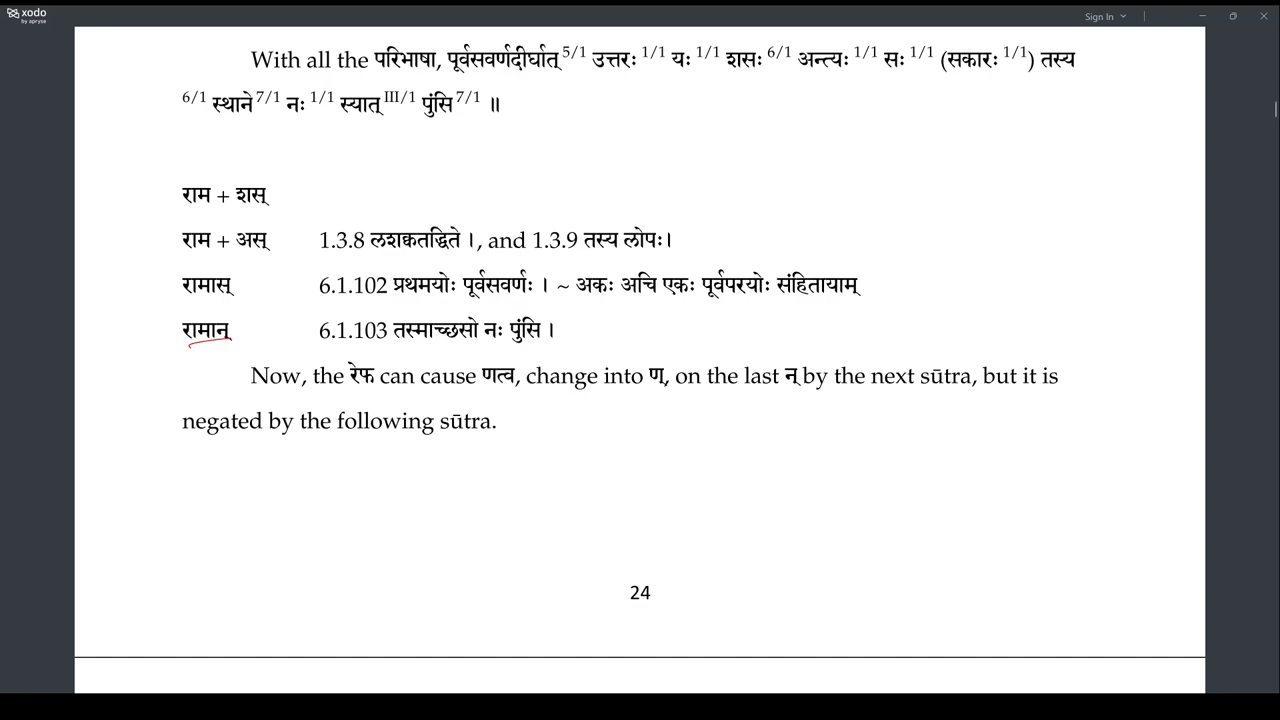 xodo
by apryse
Sign In
With all the परिभाषा, पूर्वसवर्णदीर्घात् 5/1 उत्तरः 1/1 यः 1/1 शसः 6/1 अन्त्यः 1/1 सः 1/1 (सकारः 1/1) तस्य
6/1 स्थाने 7/1 नः 1/1 स्यात् III/1 पुंसि 7/1 ॥
राम + शस्
राम + अस् 1.3.8 लशक्वतद्धिते ।, and 1.3.9 तस्य लोपः।
रामास् 6.1.102 प्रथमयोः पूर्वसवर्णः । ~ अकः अचि एकः पूर्वपरयोः संहितायाम्
रामान् 6.1.103 तस्माच्छसो नः पुंसि ।
Now, the रेफ can cause णत्व, change into ण्, on the last न् by the next sūtra, but it is
negated by the following sūtra.
24